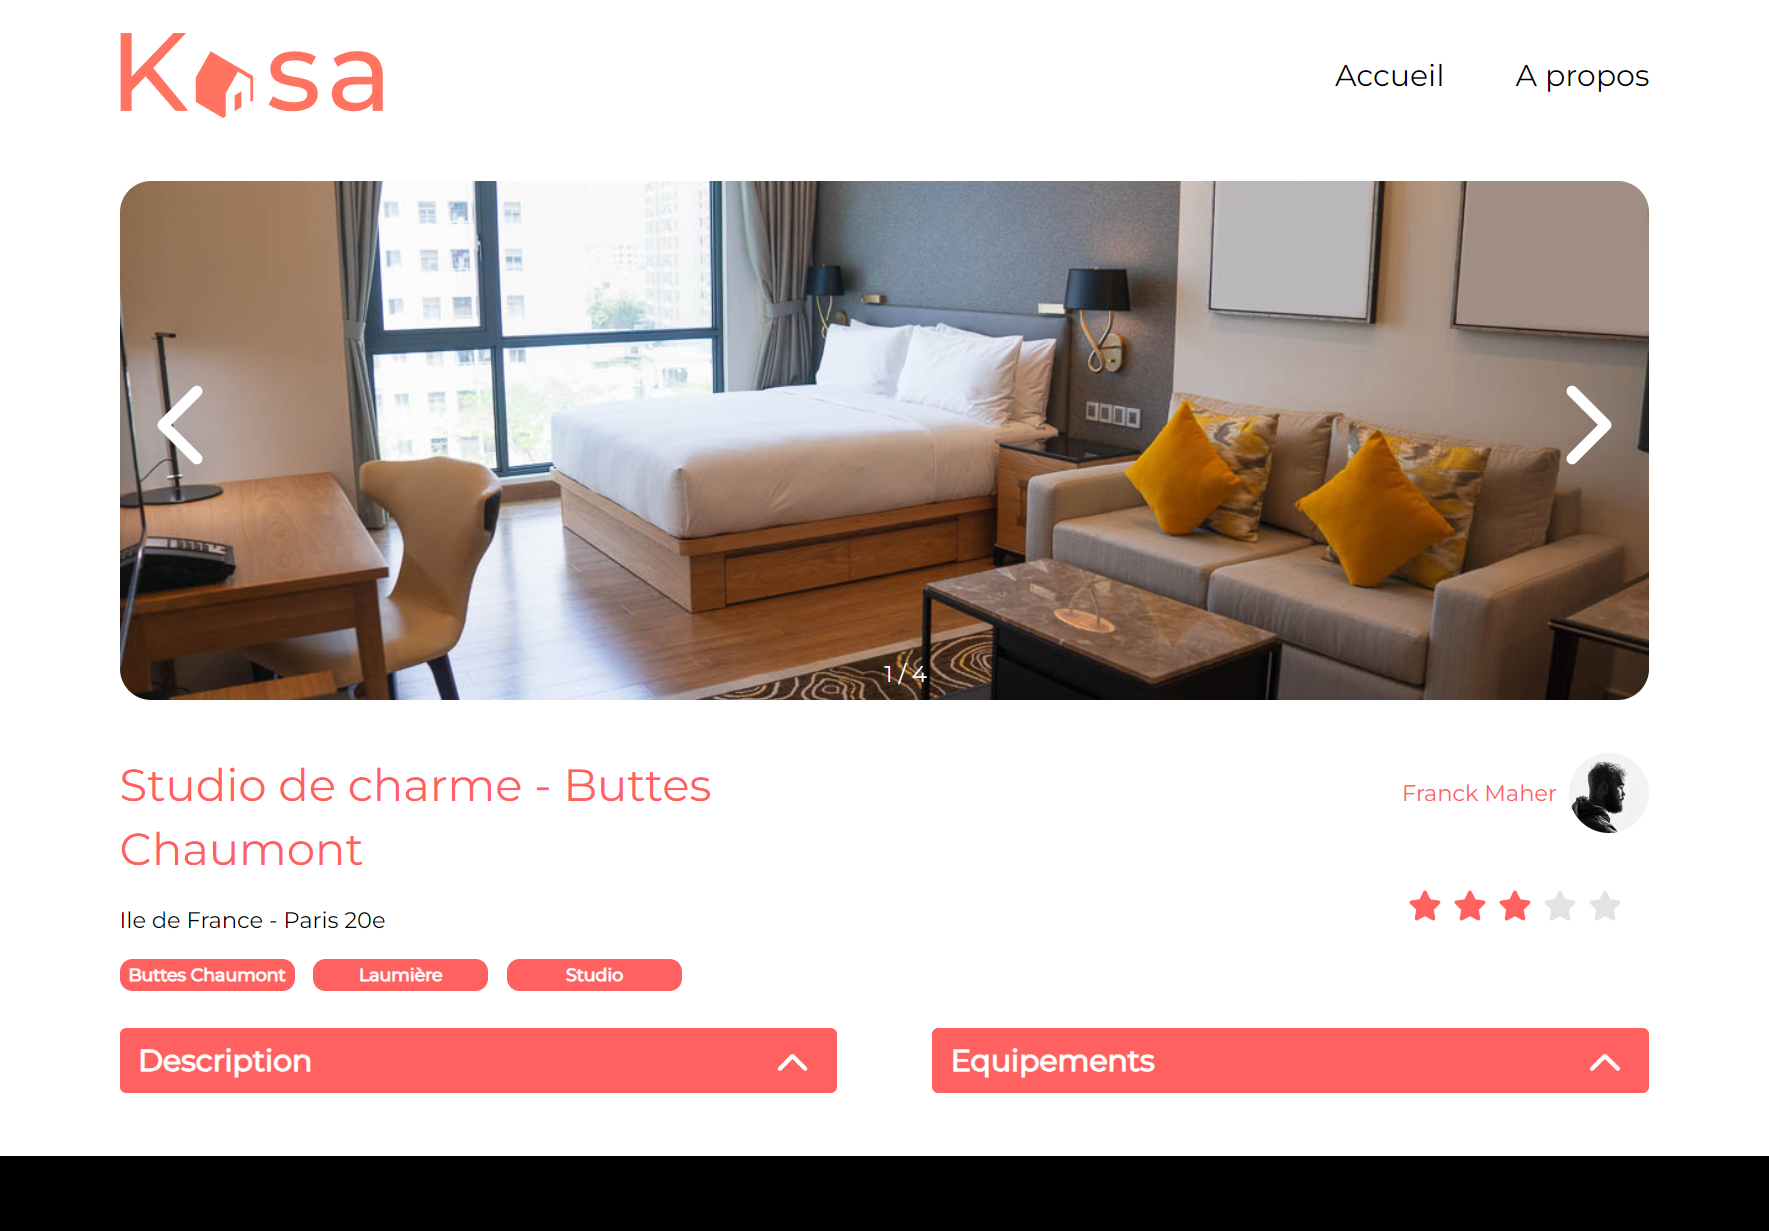 Kasa
Accueil
A propos
1 / 4
Studio de charme - Buttes
Chaumont
Franck Maher
Ile de France - Paris 20e
Buttes Chaumont
Laumière
Studio
Description
Equipements